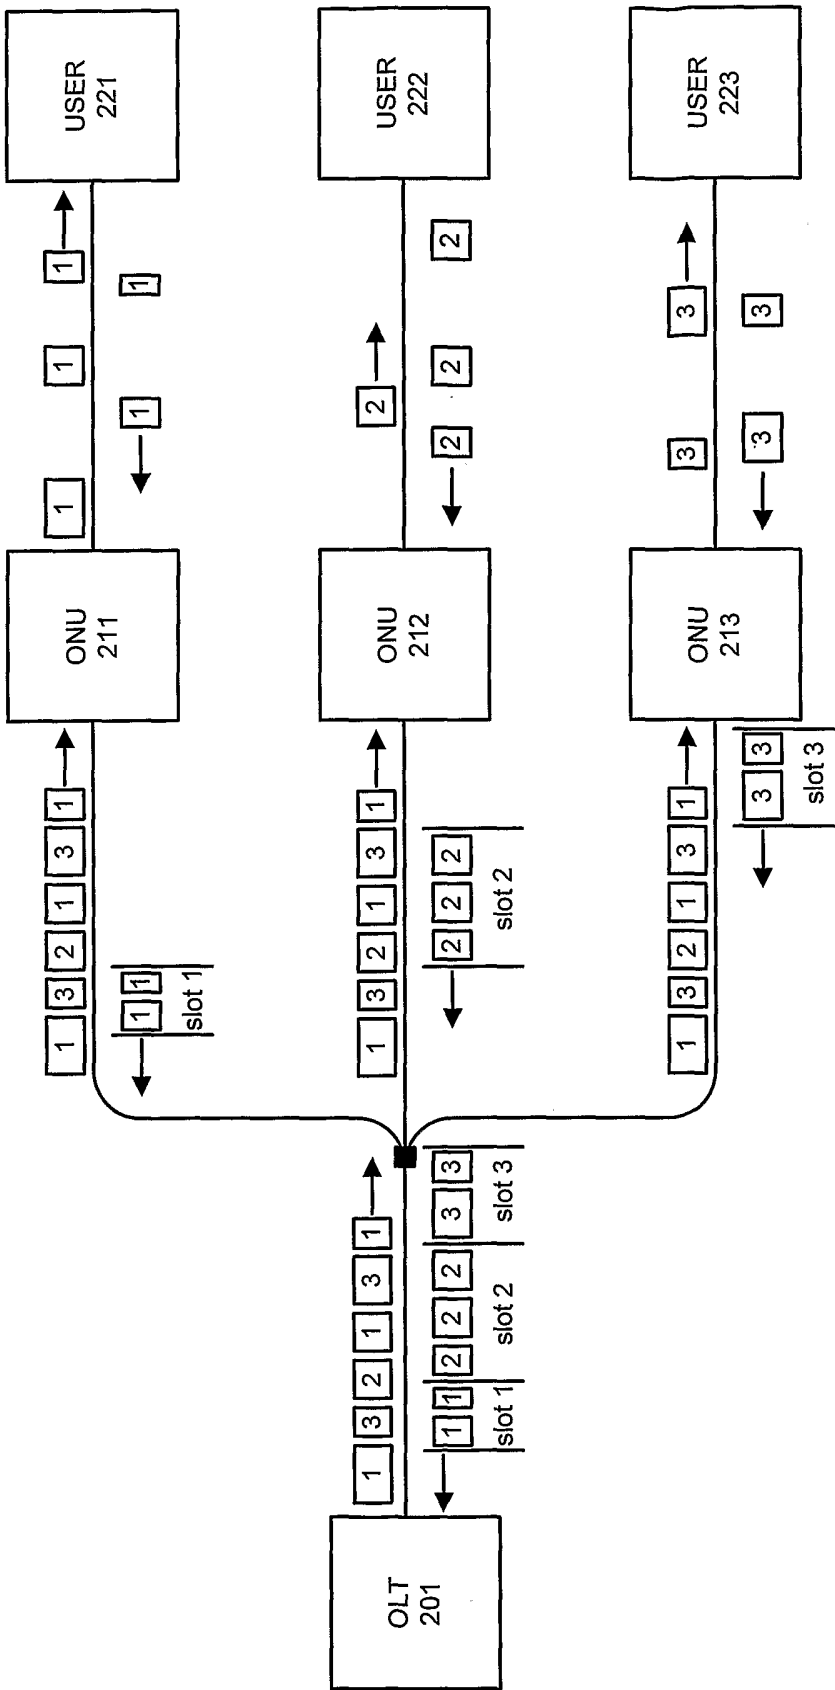 OLT
201
1 3 2 1 3 1
1 1 2 2 2 3 3
slot 1 slot 2 slot 3
1 3 2 1 3 1
1 1
slot 1
ONU
211
1 1 1
1 1
USER
221
1 3 2 1 3 1
2 2 2
slot 2
ONU
212
2
2 2 2
USER
222
1 3 2 1 3 1
3 3
slot 3
ONU
213
3 3
3 3
USER
223